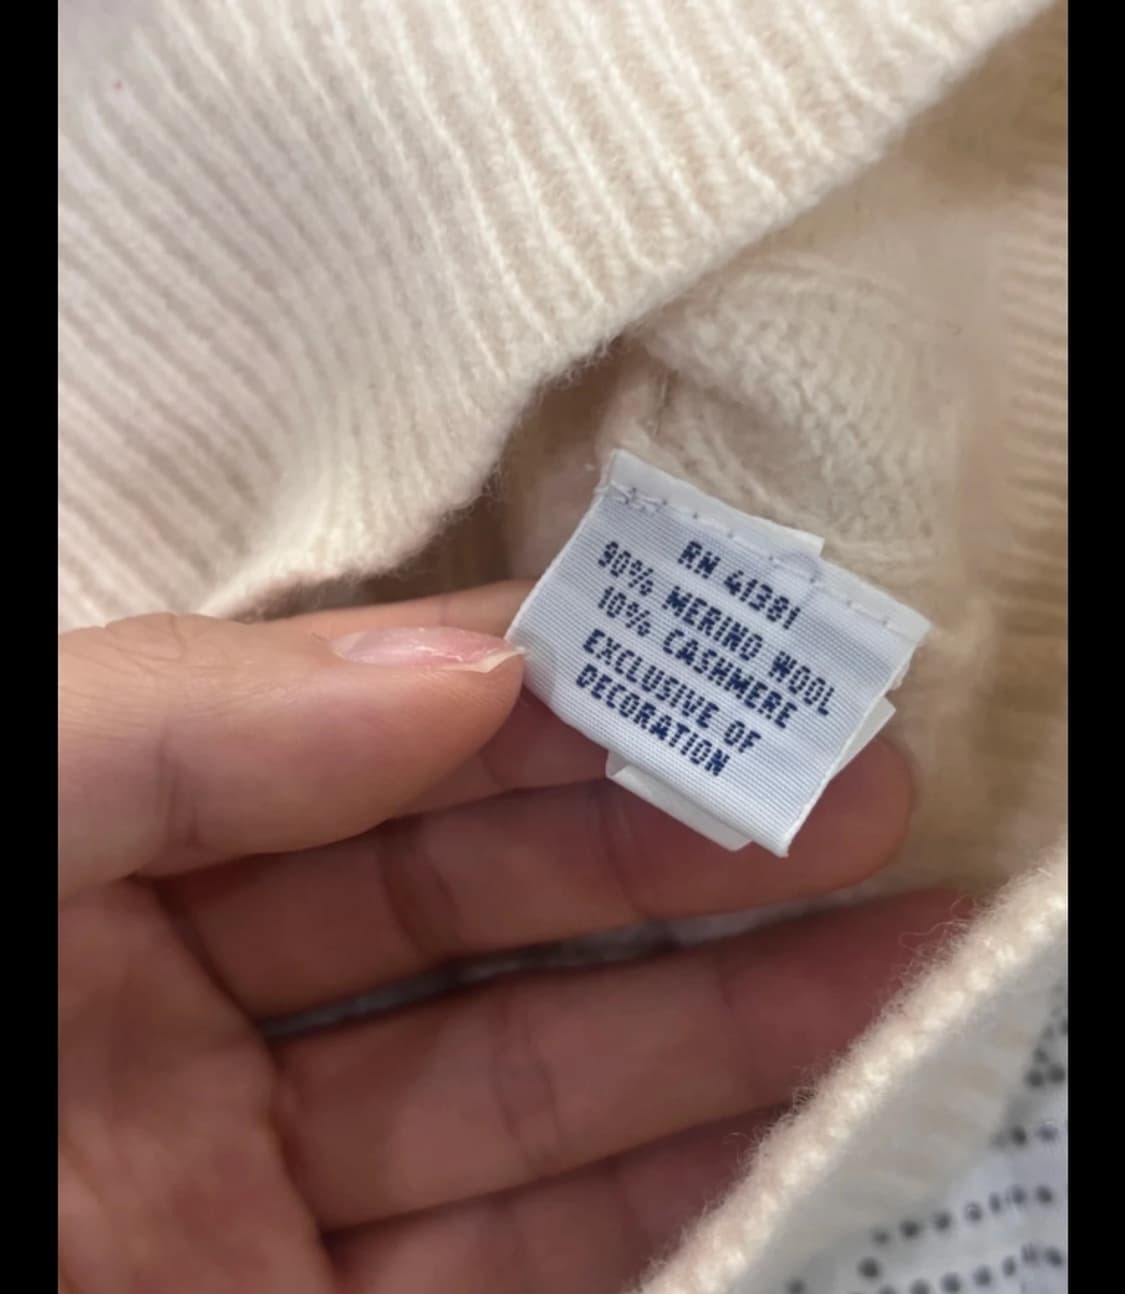 RN 41381
90% MERINO WOOL
10% CASHMERE
EXCLUSIVE OF
DECORATION